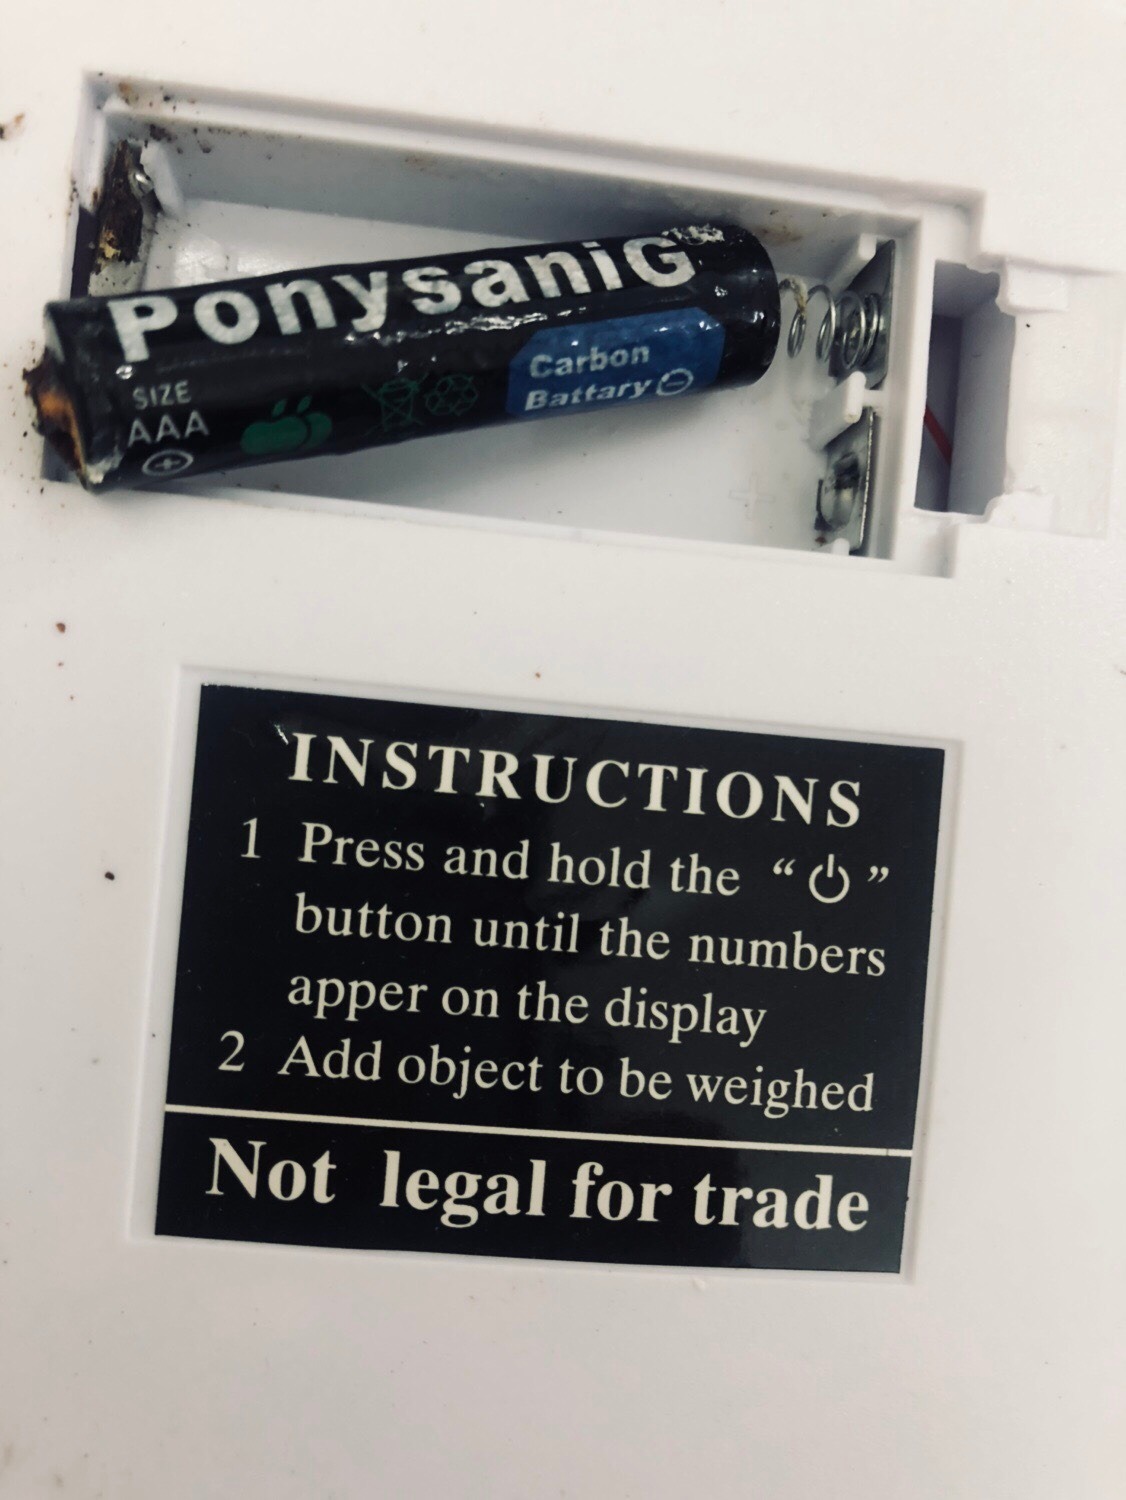 PonysaniG
SIZE
AAA
Carbon
Battary
INSTRUCTIONS
1 Press and hold the “⏻”
button until the numbers
apper on the display
2 Add object to be weighed
Not legal for trade